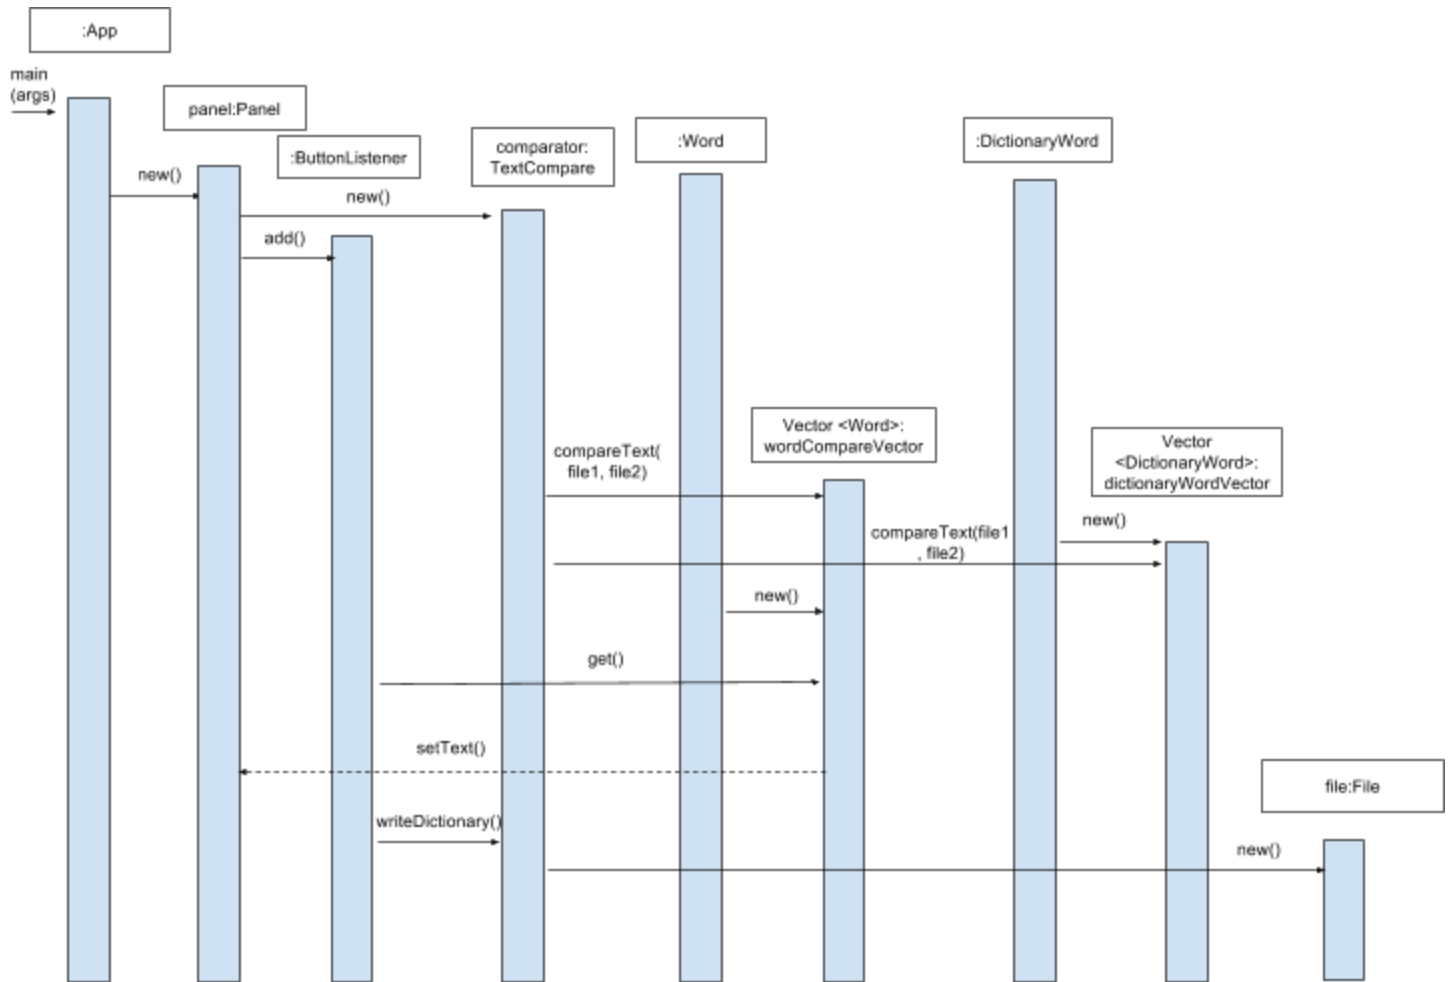 :App
main
(args)
panel:Panel
:ButtonListener
comparator:
TextCompare
:Word
:DictionaryWord
new()
new()
add()
Vector <Word>:
wordCompareVector
Vector
<DictionaryWord>:
dictionaryWordVector
compareText(
file1, file2)
compareText(file1
, file2)
new()
new()
get()
setText()
file:File
writeDictionary()
new()